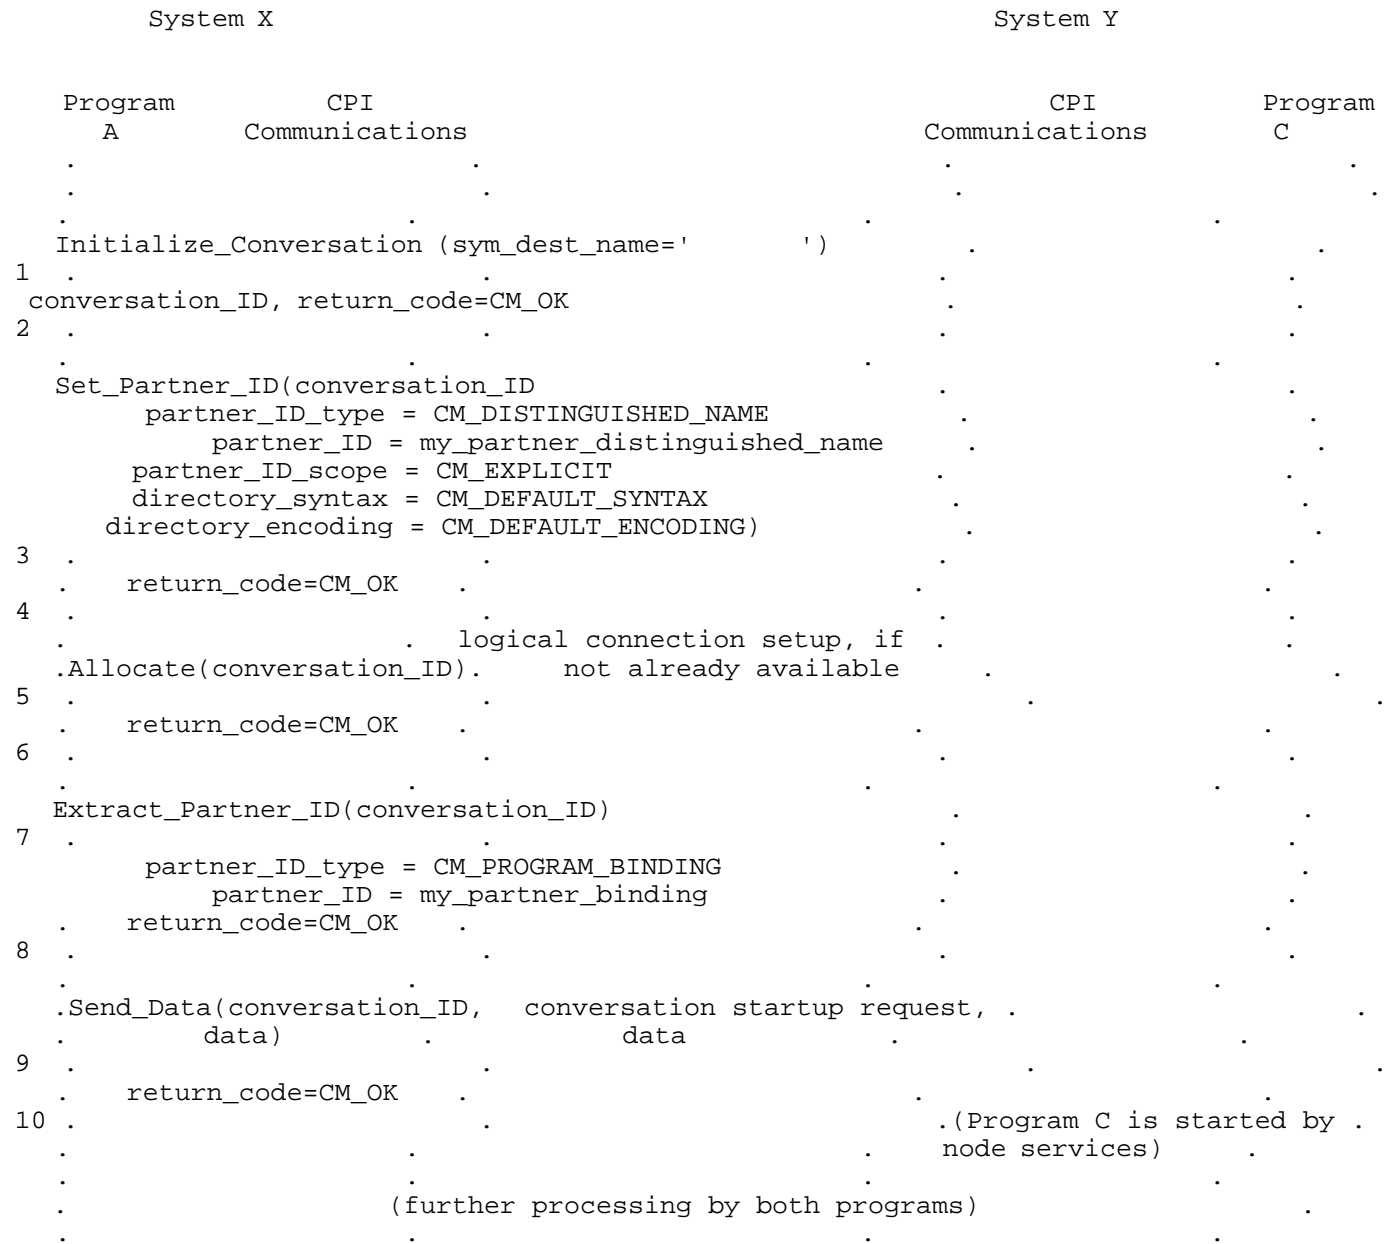 System X System Y
Program CPI CPI Program
A Communications Communications C
. . . .
. . . .
. . . .
Initialize_Conversation (sym_dest_name='        ') . .
1 . . . .
conversation_ID, return_code=CM_OK . .
2 . . . .
. . . .
Set_Partner_ID(conversation_ID . .
partner_ID_type = CM_DISTINGUISHED_NAME . .
partner_ID = my_partner_distinguished_name . .
partner_ID_scope = CM_EXPLICIT . .
directory_syntax = CM_DEFAULT_SYNTAX . .
directory_encoding = CM_DEFAULT_ENCODING) . .
3 . . . .
. return_code=CM_OK . . .
4 . . . .
. . logical connection setup, if . .
.Allocate(conversation_ID). not already available . .
5 . . . .
. return_code=CM_OK . . .
6 . . . .
. . . .
Extract_Partner_ID(conversation_ID) . .
7 . . . .
partner_ID_type = CM_PROGRAM_BINDING . .
partner_ID = my_partner_binding . .
. return_code=CM_OK . . .
8 . . . .
. . . .
.Send_Data(conversation_ID, conversation startup request, . .
. data) . data . .
9 . . . .
. return_code=CM_OK . . .
10 . . .(Program C is started by .
. . . node services) .
. . . .
. (further processing by both programs) .
. . . .